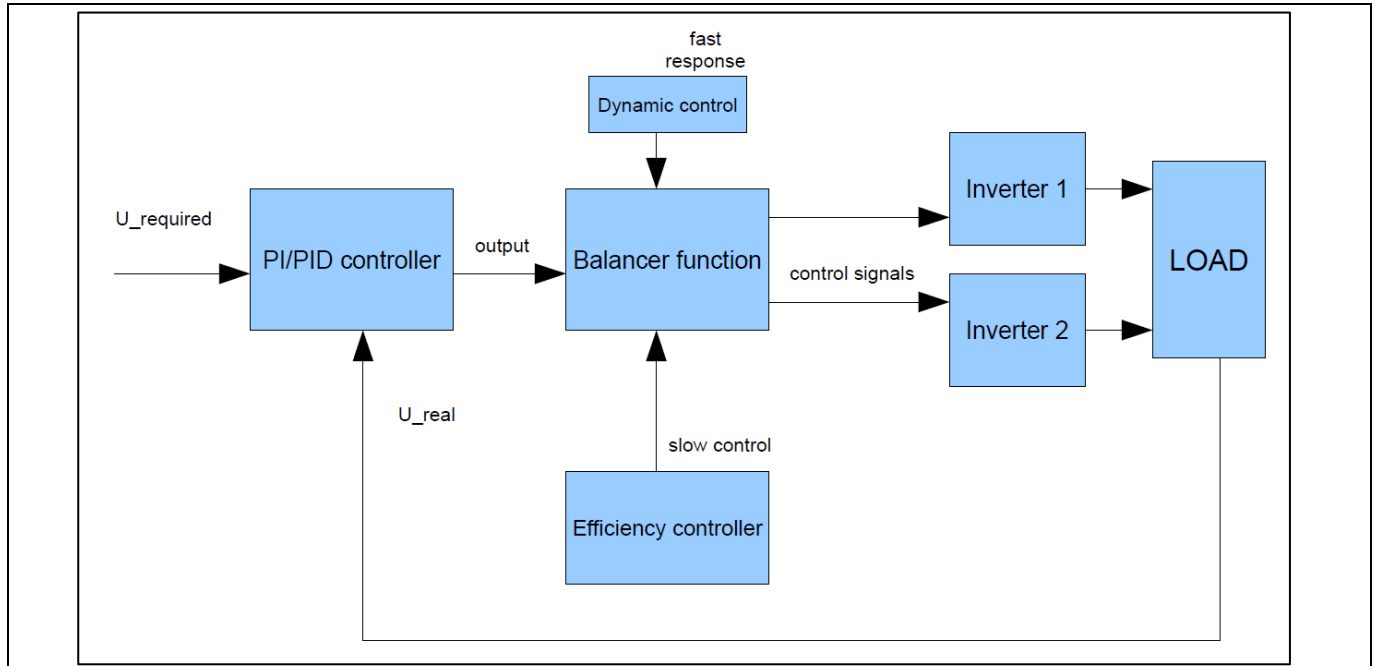 fast
response
Dynamic control
U_required
PI/PID controller
output
Balancer function
control signals
Inverter 1
Inverter 2
LOAD
U_real
slow control
Efficiency controller